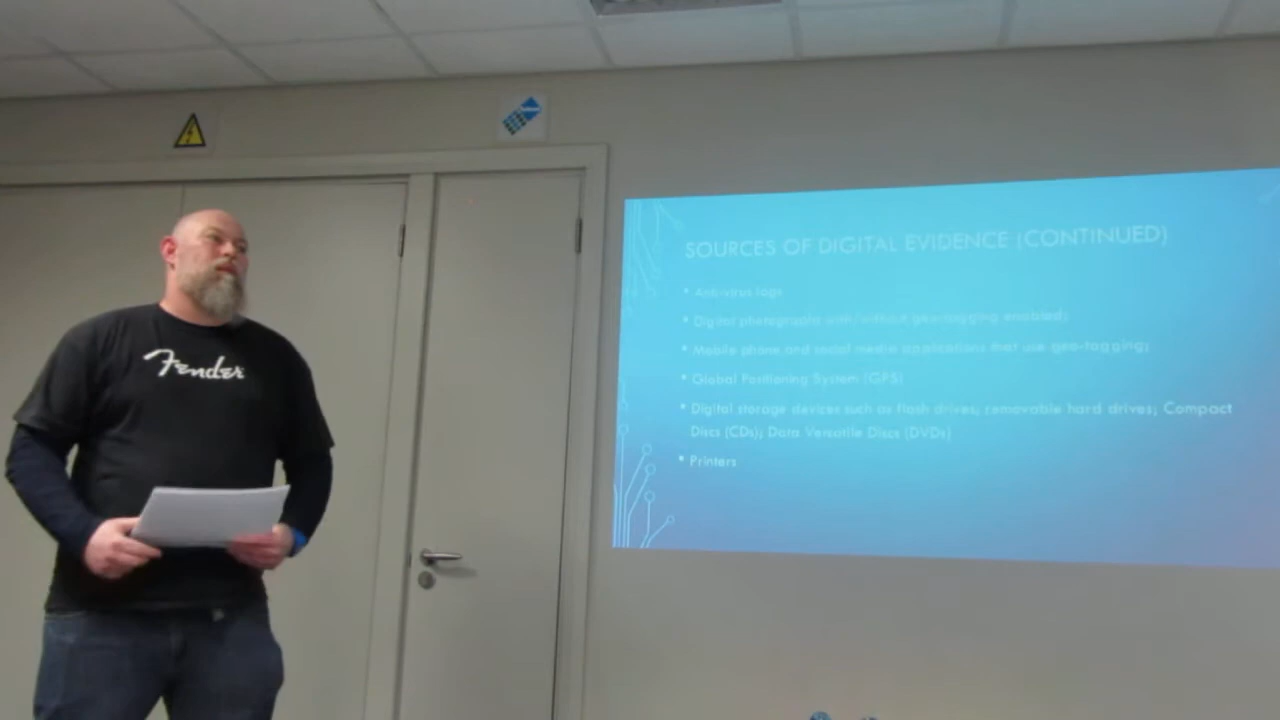 Fender
SOURCES OF DIGITAL EVIDENCE (CONTINUED)
• Anti-virus logs
• Digital photographs with/without geo-tagging enabled;
• Mobile phone and social media applications that use geo-tagging;
• Global Positioning System (GPS)
• Digital storage devices such as flash drives; removable hard drives; Compact
Discs (CDs); Data Versatile Discs (DVDs)
• Printers